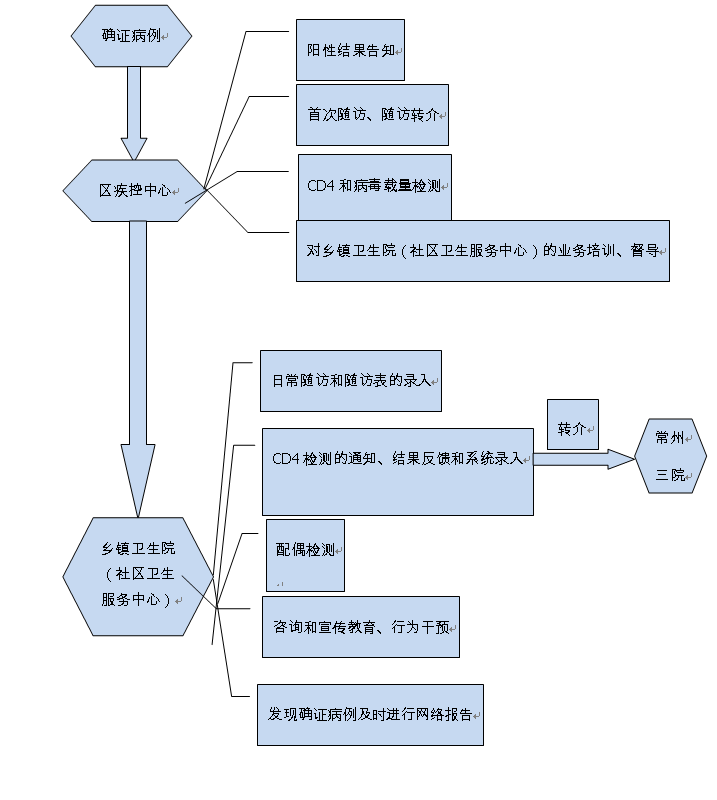 确证病例
阳性结果告知
首次随访、随访转介
区疾控中心
CD4 和病毒载量检测
对乡镇卫生院（社区卫生服务中心）的业务培训、督导
日常随访和随访表的录入
转介
常州
三院
CD4 检测的通知、结果反馈和系统录入
乡镇卫生院
（社区卫生
服务中心）
配偶检测
咨询和宣传教育、行为干预
发现确证病例及时进行网络报告